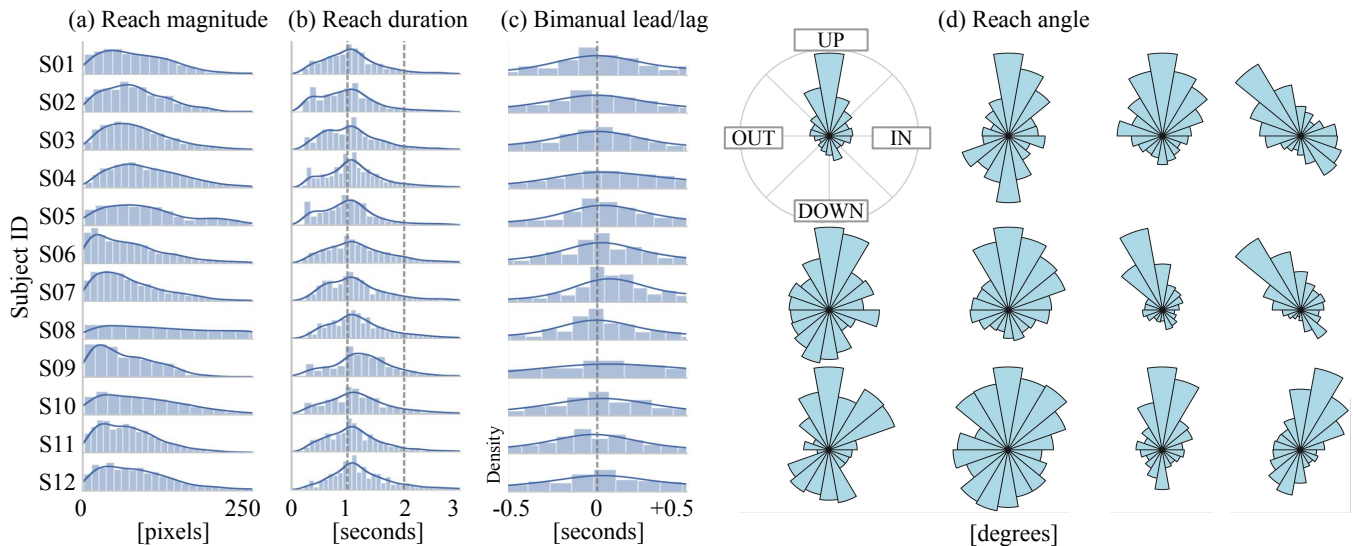 (a) Reach magnitude
(b) Reach duration
(c) Bimanual lead/lag
(d) Reach angle
Subject ID
S01
S02
S03
S04
S05
S06
S07
S08
S09
S10
S11
S12
0 250
[pixels]
0 1 2 3
[seconds]
Density
-0.5 0 +0.5
[seconds]
UP
OUT IN
DOWN
[degrees]